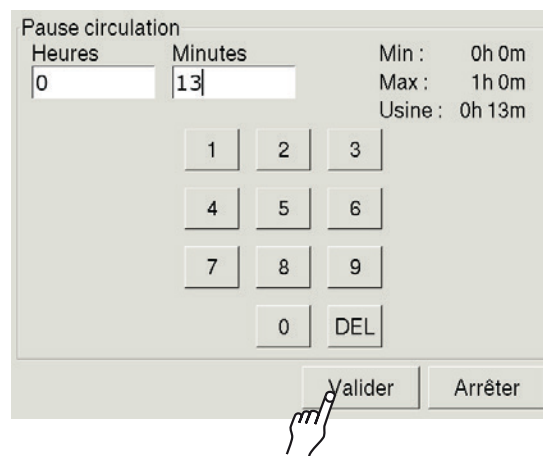 Pause circulation
Heures Minutes Min : 0h 0m
0 13 Max : 1h 0m
Usine : 0h 13m
1 2 3
4 5 6
7 8 9
0 DEL
Valider Arrêter